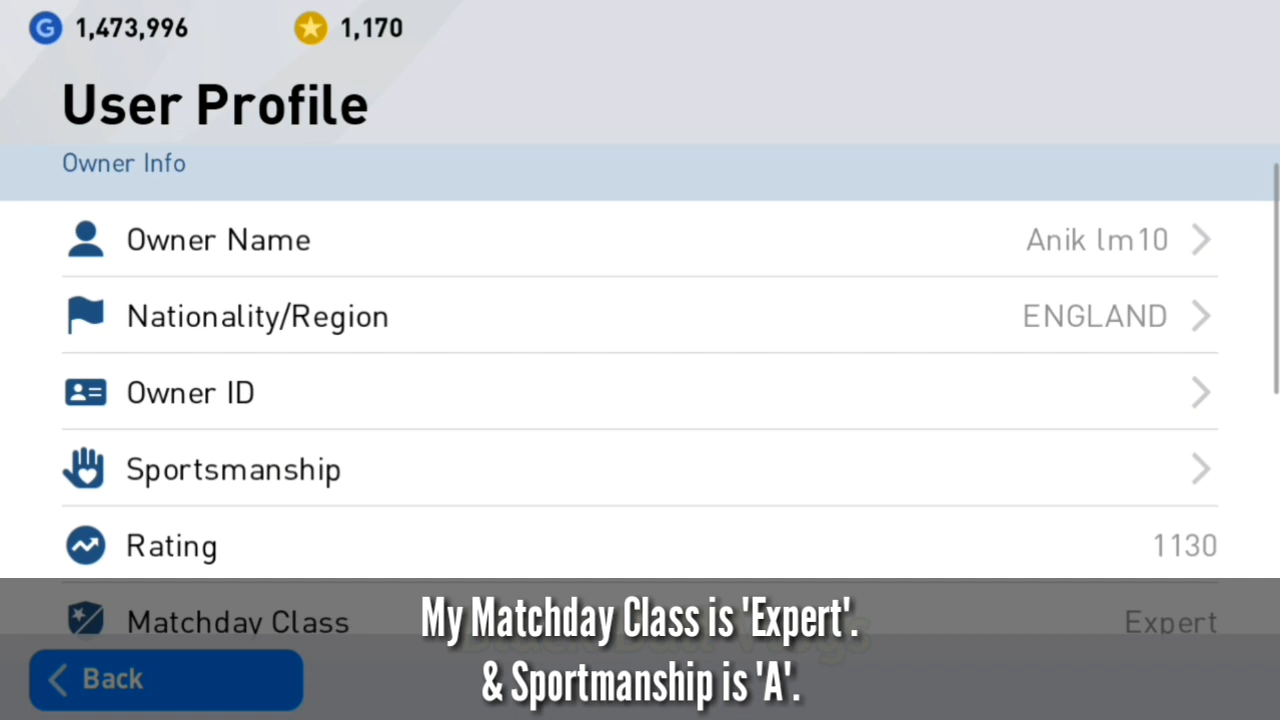 G 1,473,996 1,170
User Profile
Owner Info
Owner Name Anik lm10
Nationality/Region ENGLAND
Owner ID
Sportsmanship
Rating 1130
Matchday Class Expert
My Matchday Class is 'Expert'.
Back
& Sportmanship is 'A'.